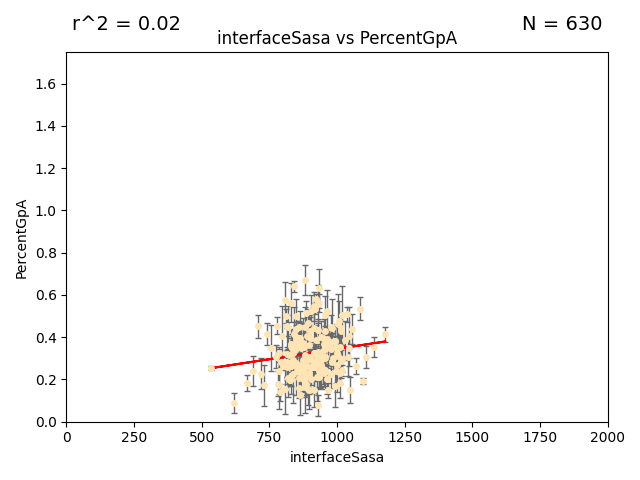 r^2 = 0.02
N = 630
interfaceSasa vs PercentGpA
PercentGpA
1.6
1.4
1.2
1.0
0.8
0.6
0.4
0.2
0.0
0 250 500 750 1000 1250 1500 1750 2000
interfaceSasa